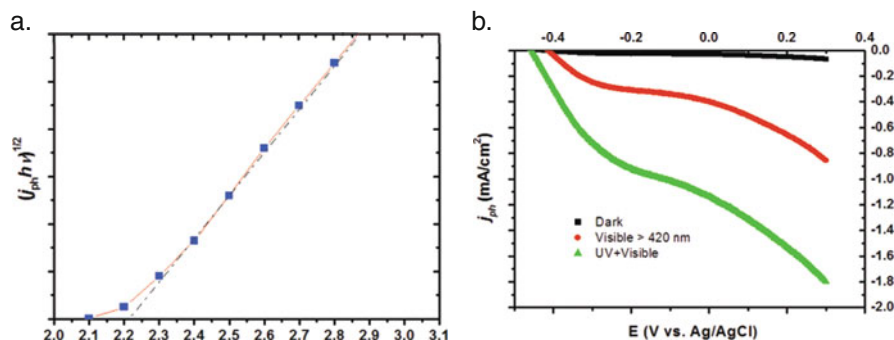 a.
(jph hν)1/2
2.0 2.1 2.2 2.3 2.4 2.5 2.6 2.7 2.8 2.9 3.0 3.1
b.
-0.4 -0.2 0.0 0.2 0.4
0.0
-0.2
-0.4
-0.6
-0.8
-1.0
-1.2
-1.4
-1.6
-1.8
-2.0
jph (mA/cm2)
Dark
Visible > 420 nm
UV+Visible
E (V vs. Ag/AgCl)